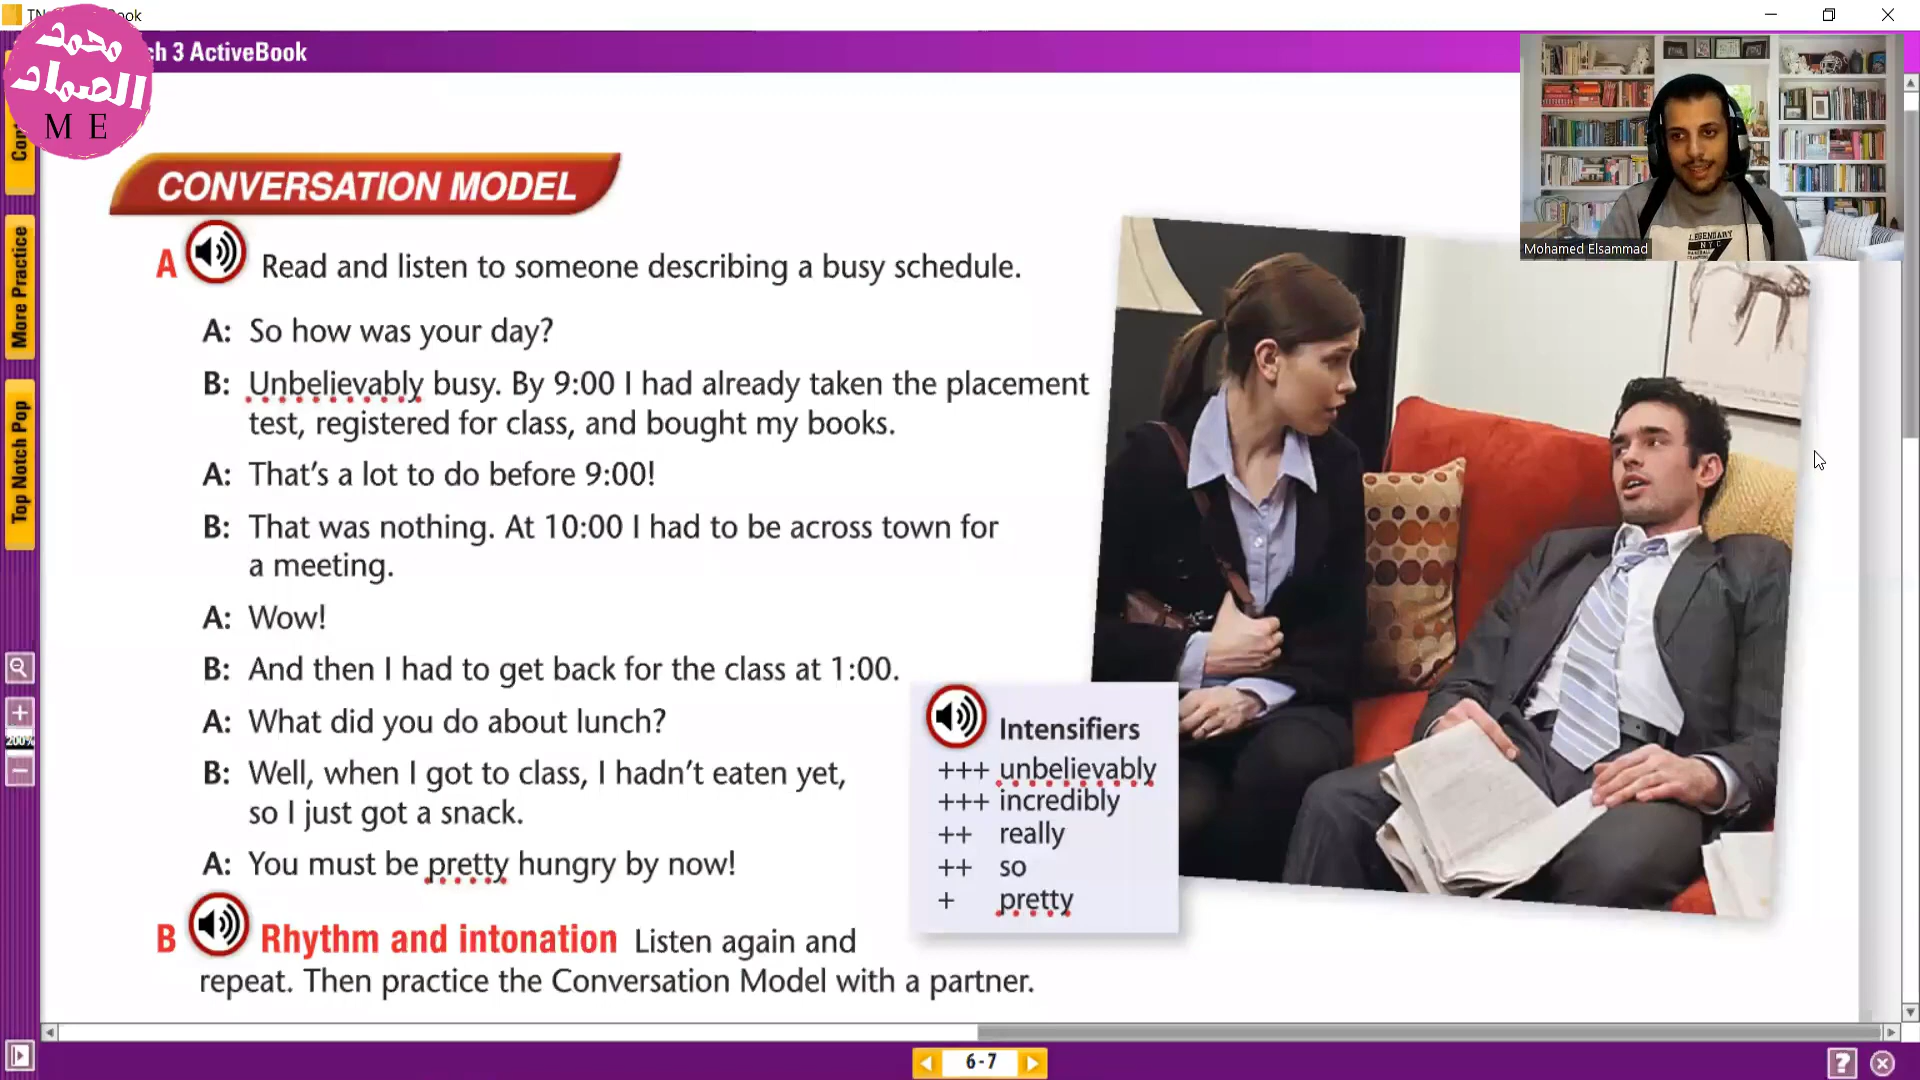 TN
ook
محمد
الصماد
M E
ch 3 ActiveBook
Con
More Practice
Top Notch Pop
200%
CONVERSATION MODEL
A Read and listen to someone describing a busy schedule.
A: So how was your day?
B: Unbelievably busy. By 9:00 I had already taken the placement
test, registered for class, and bought my books.
A: That's a lot to do before 9:00!
B: That was nothing. At 10:00 I had to be across town for
a meeting.
A: Wow!
B: And then I had to get back for the class at 1:00.
A: What did you do about lunch?
B: Well, when I got to class, I hadn't eaten yet,
so I just got a snack.
A: You must be pretty hungry by now!
Intensifiers
+++ unbelievably
+++ incredibly
++ really
++ so
+ pretty
B Rhythm and intonation Listen again and
repeat. Then practice the Conversation Model with a partner.
LEGENDARY
NYC
Mohamed Elsammad
6-7
?